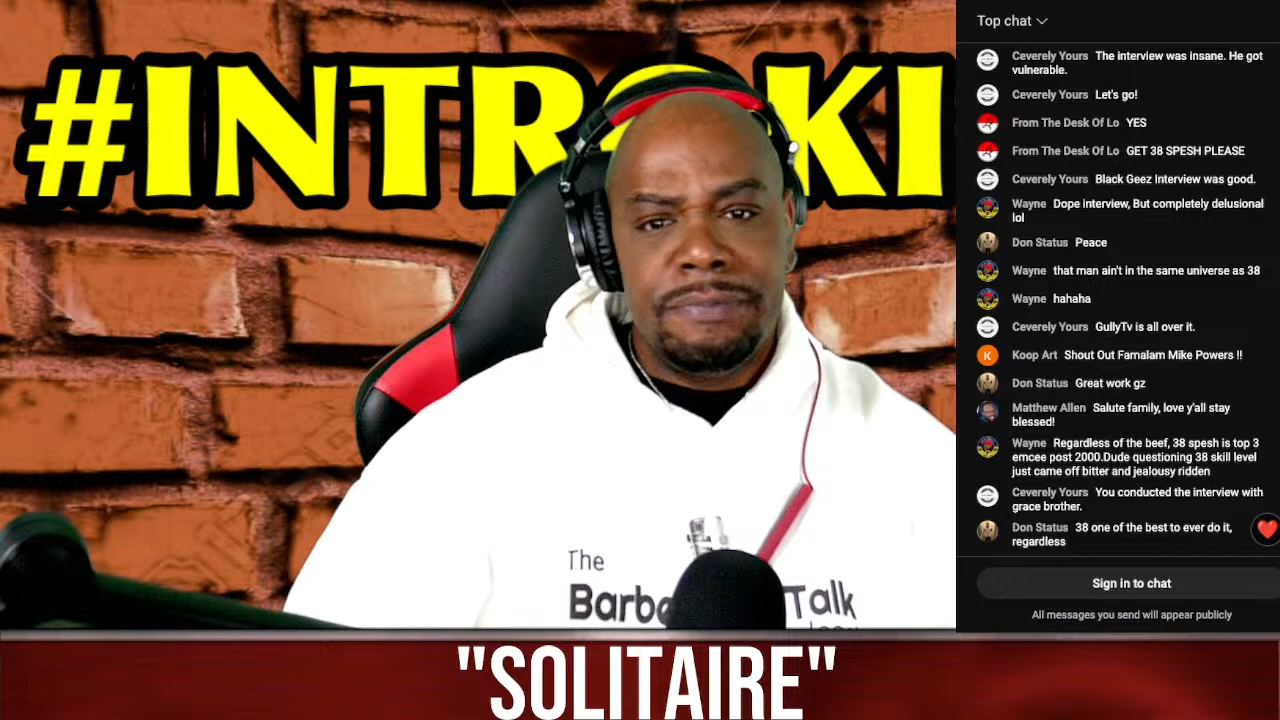 #INTRO KI
The
Barbe Talk
"SOLITAIRE"
Top chat
Ceverely Yours The interview was insane. He got
vulnerable.
Ceverely Yours Let's go!
From The Desk Of Lo YES
From The Desk Of Lo GET 38 SPESH PLEASE
Ceverely Yours Black Geez Interview was good.
Wayne Dope interview, But completely delusional
lol
Don Status Peace
Wayne that man ain't in the same universe as 38
Wayne hahaha
Ceverely Yours GullyTv is all over it.
K Koop Art Shout Out Famalam Mike Powers !!
Don Status Great work gz
Matthew Allen Salute family, love y'all stay
blessed!
Wayne Regardless of the beef, 38 spesh is top 3
emcee post 2000.Dude questioning 38 skill level
just came off bitter and jealousy ridden
Ceverely Yours You conducted the interview with
grace brother.
Don Status 38 one of the best to ever do it,
regardless
Sign in to chat
All messages you send will appear publicly